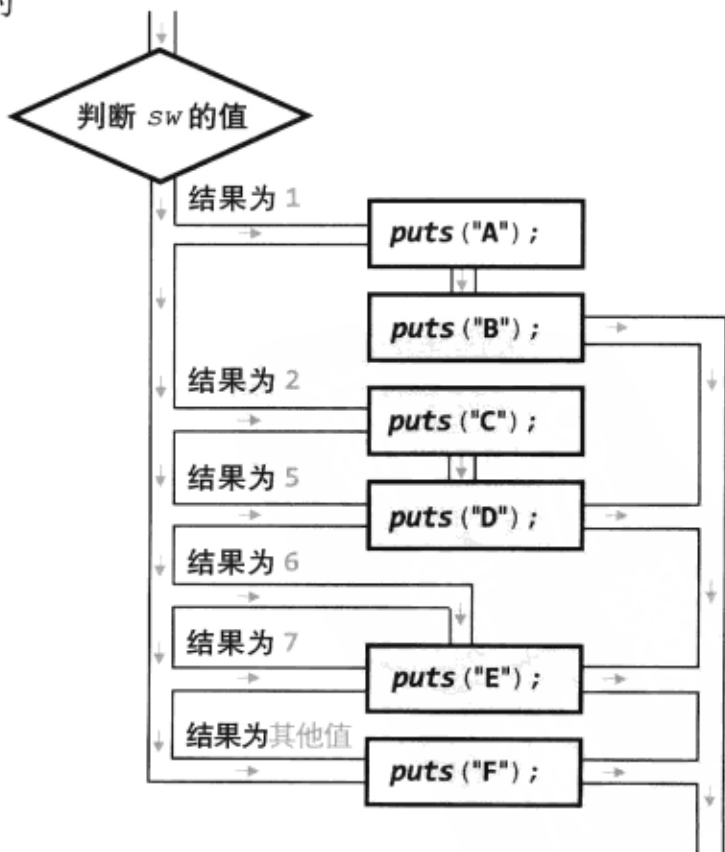 判断 sw 的值
结果为 1
puts("A");
puts("B");
结果为 2
puts("C");
结果为 5
puts("D");
结果为 6
结果为 7
puts("E");
结果为其他值
puts("F");